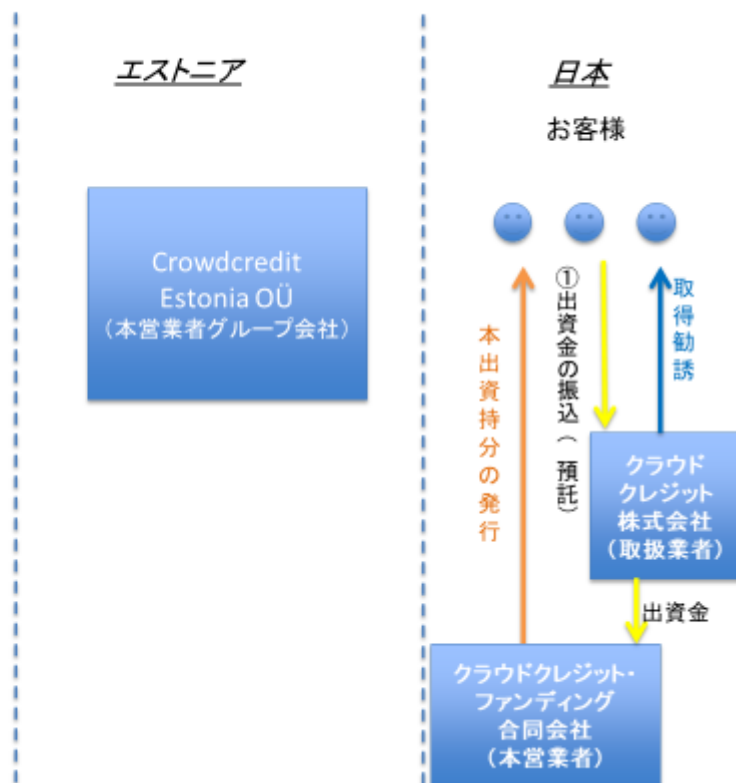 エストニア
日本
お客様
Crowdcredit
Estonia OÜ
（本営業者グループ会社）
本出資持分の発行
①出資金の振込（預託）
取得勧誘
クラウド
クレジット
株式会社
（取扱業者）
出資金
クラウドクレジット・
ファンディング
合同会社
（本営業者）